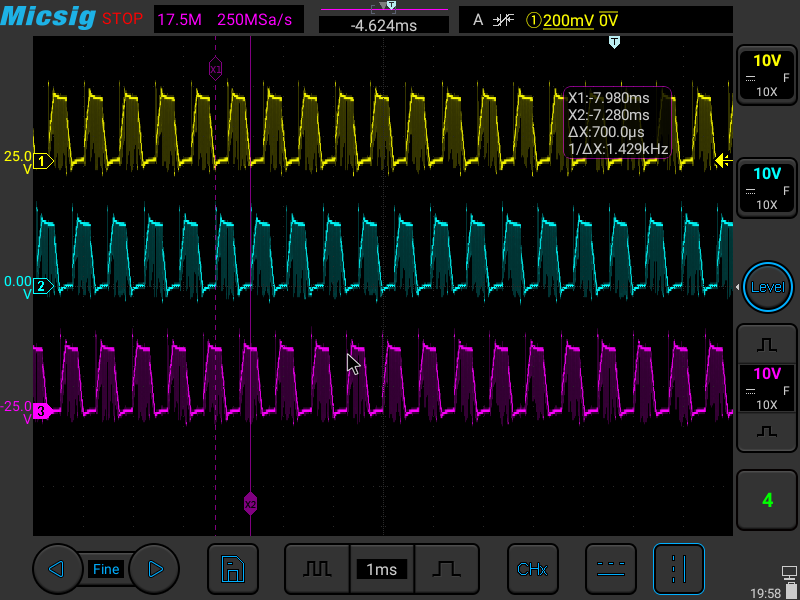 Micsig STOP 17.5M 250MSa/s -4.624ms A ①200mV 0V
T
T
X1
10V
F
10X
X1:-7.980ms
X2:-7.280ms
ΔX:700.0µs
1/ΔX:1.429kHz
25.0
V
1
10V
F
10X
0.00
V
2
Level
10V
F
10X
-25.0
V
3
X2
4
Fine
1ms
CHx
19:58